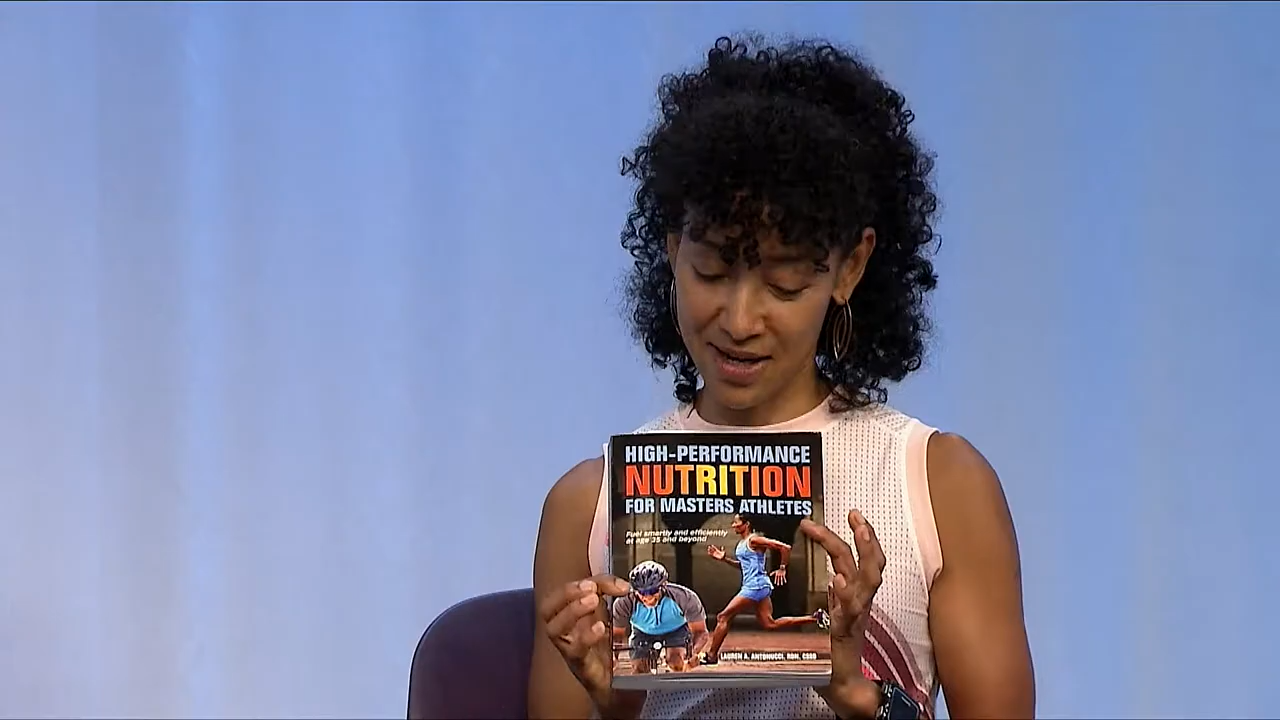 HIGH-PERFORMANCE
NUTRITION
FOR MASTERS ATHLETES
Fuel smartly and efficiently
at age 35 and beyond
LAUREN A. ANTONUCCI, RDN, CSSD